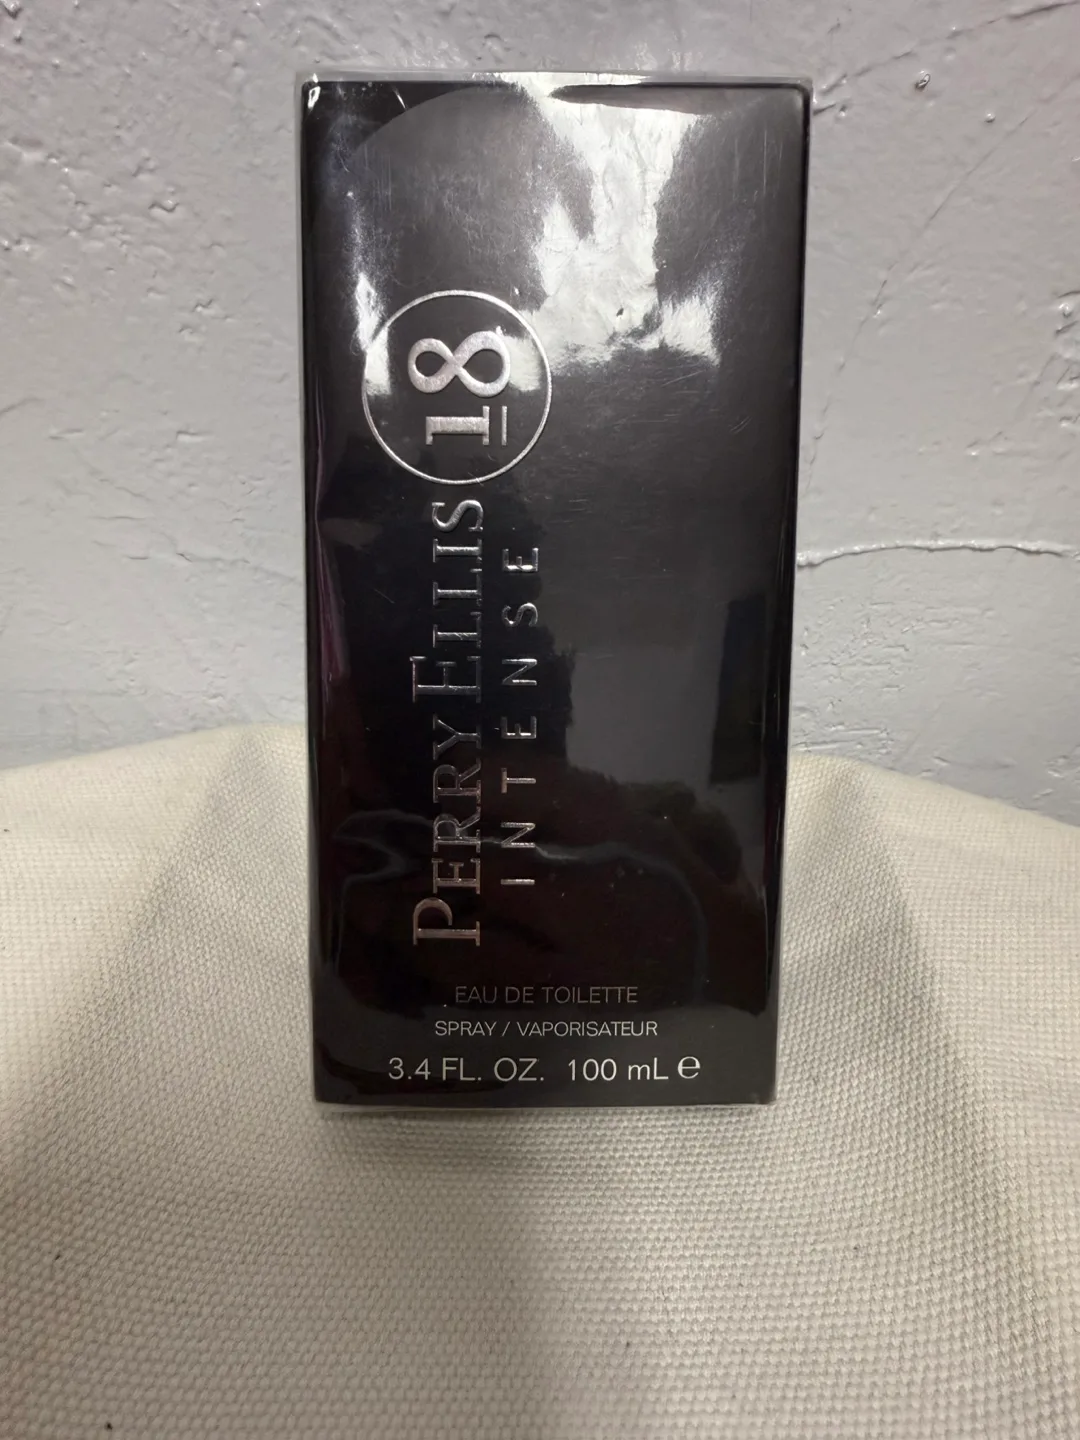 PERRY ELLIS 18
INTENSE
EAU DE TOILETTE
SPRAY / VAPORISATEUR
3.4 FL. OZ. 100 mL ℮